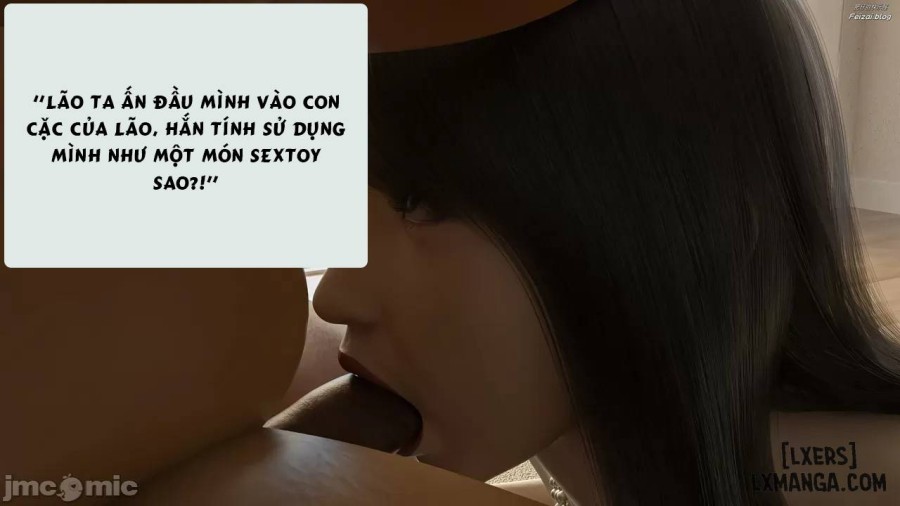 Feizai.blog
"LÃO TA ẤN ĐẦU MÌNH VÀO CON
CẶC CỦA LÃO, HẮN TÍNH SỬ DỤNG
MÌNH NHƯ MỘT MÓN SEXTOY
SAO?!"
[LXERS]
LXMANGA.COM
jmcomic